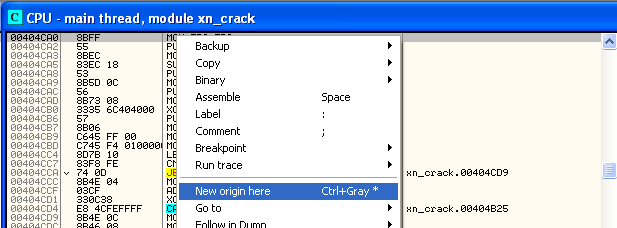 C CPU - main thread, module xn_crack
00404CA0 8BFF
00404CA2 55 PU Backup
00404CA3 8BEC MO
00404CA5 83EC 18 SU Copy
00404CA8 53 PU
00404CA9 8B5D 0C MO Binary
00404CAC 56 PU
00404CAD 8B73 08 MO Assemble Space
00404CB0 3335 6C404000 XO
00404CB6 57 PU Label :
00404CB7 8B06 MO
00404CB9 C645 FF 00 MO Comment ;
00404CBD C745 F4 0100000 MO Breakpoint
00404CC4 8D7B 10 LE
00404CC7 83F8 FE CM Run trace
00404CCA 74 0D JE xn_crack.00404CD9
00404CCC 8B4E 04 MO
00404CCF 03CF AD New origin here Ctrl+Gray *
00404CD1 330C38 XO
00404CD4 E8 4CFEFFFF CA Go to xn_crack.00404B25
00404CD9 8B4E 0C MO
00404CDC 8B46 08 MO Follow in Dump